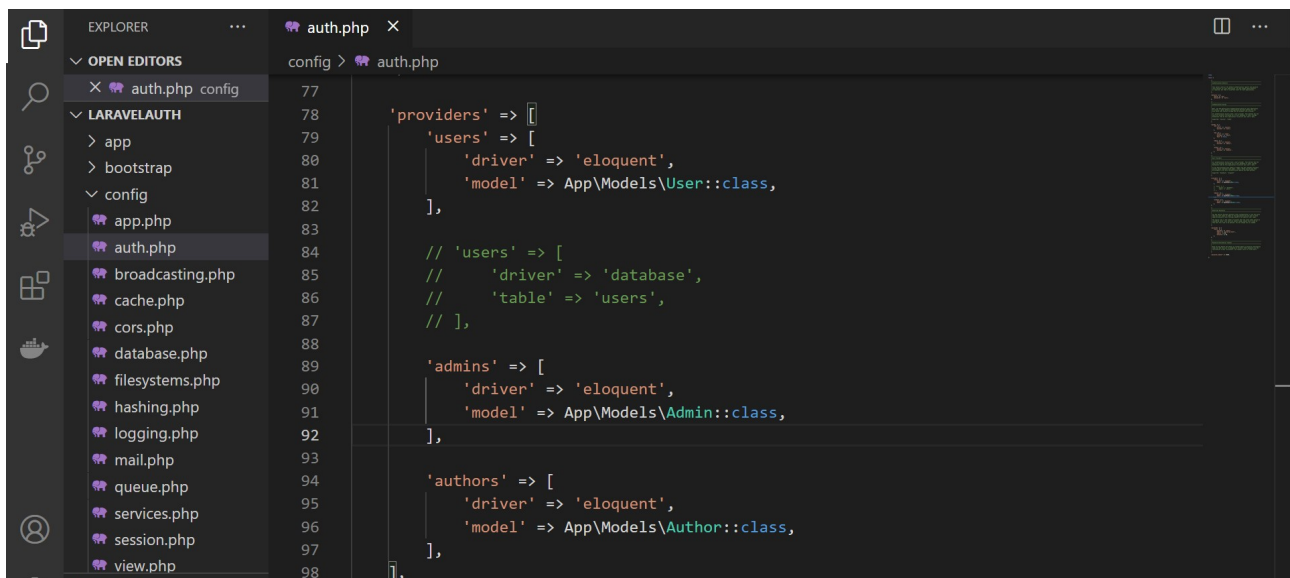 EXPLORER
···
auth.php
OPEN EDITORS
auth.php config
LARAVELAUTH
app
bootstrap
config
app.php
auth.php
broadcasting.php
cache.php
cors.php
database.php
filesystems.php
hashing.php
logging.php
mail.php
queue.php
services.php
session.php
view.php
config > auth.php
77
78 'providers' => [
79 'users' => [
80 'driver' => 'eloquent',
81 'model' => App\Models\User::class,
82 ],
83
84 // 'users' => [
85 //     'driver' => 'database',
86 //     'table' => 'users',
87 // ],
88
89 'admins' => [
90 'driver' => 'eloquent',
91 'model' => App\Models\Admin::class,
92 ],
93
94 'authors' => [
95 'driver' => 'eloquent',
96 'model' => App\Models\Author::class,
97 ],
98 ],